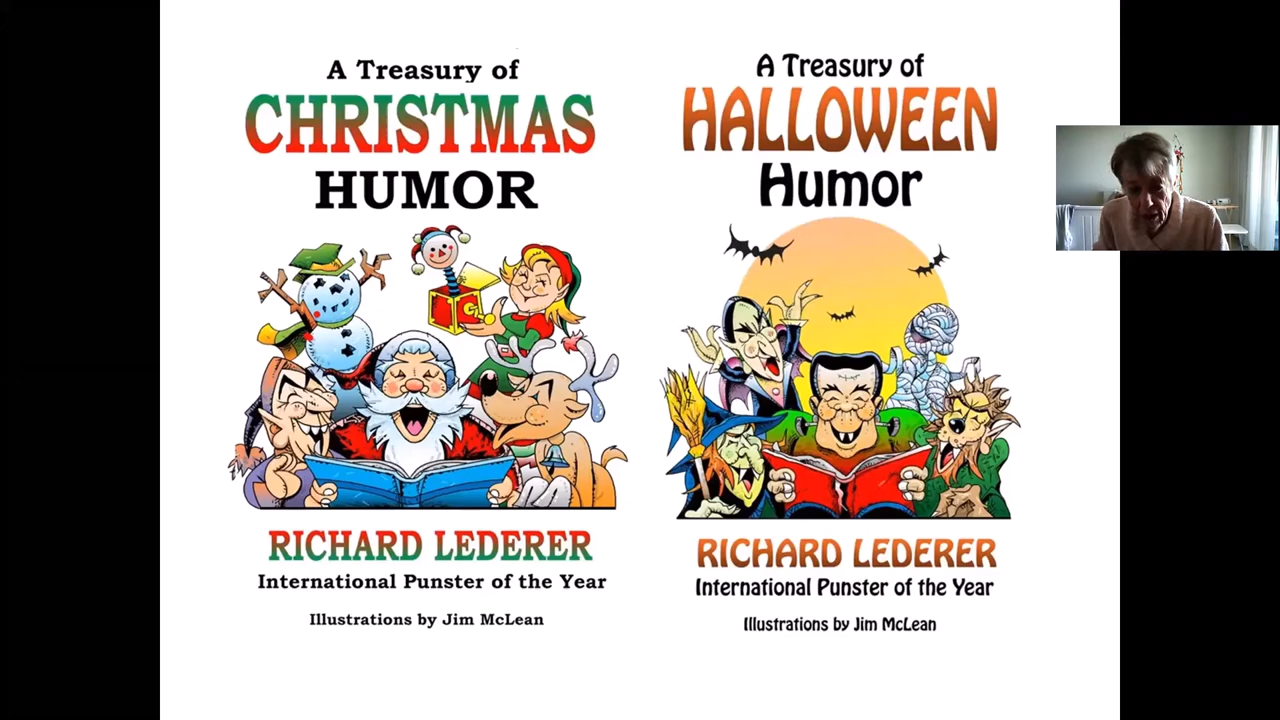 A Treasury of
CHRISTMAS
HUMOR
RICHARD LEDERER
International Punster of the Year
Illustrations by Jim McLean
A Treasury of
HALLOWEEN
Humor
RICHARD LEDERER
International Punster of the Year
Illustrations by Jim McLean